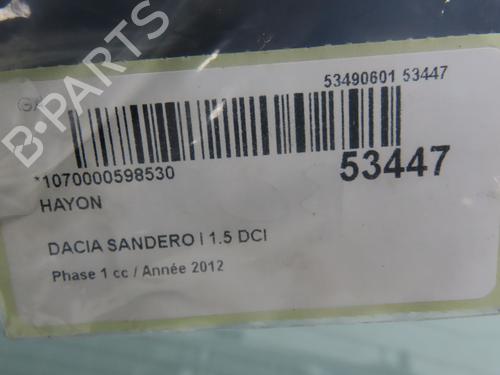 53490601 53447
B-PARTS
*1070000598530
53447
HAYON
DACIA SANDERO I 1.5 DCI
Phase 1 cc / Année 2012